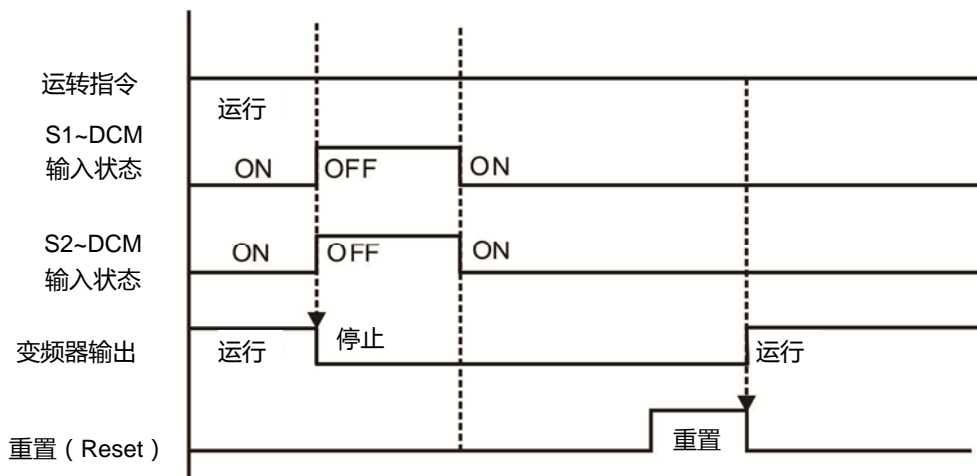 运转指令
运行
S1~DCM
输入状态
ON OFF ON
S2~DCM
输入状态
ON OFF ON
变频器输出
运行 停止 运行
重置（Reset）
重置